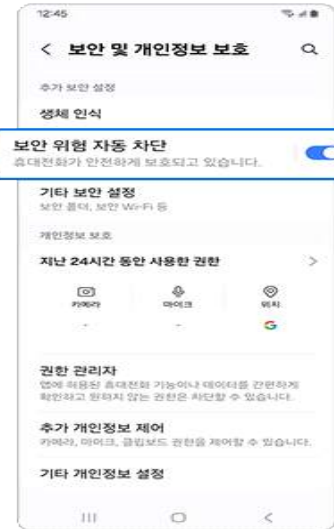 12:45
보안 및 개인정보 보호
추가 보안 설정
생체 인식
보안 위험 자동 차단
휴대전화가 안전하게 보호되고 있습니다.
기타 보안 설정
보안 폴더, 보안 Wi-Fi 등
개인정보 보호
지난 24시간 동안 사용한 권한
카메라 마이크 위치
- - G
권한 관리자
앱에 허용된 휴대전화 기능이나 데이터를 간편하게
확인하고 원하지 않는 권한은 차단할 수 있습니다.
추가 개인정보 제어
카메라, 마이크, 클립보드 권한을 제어할 수 있습니다.
기타 개인정보 설정